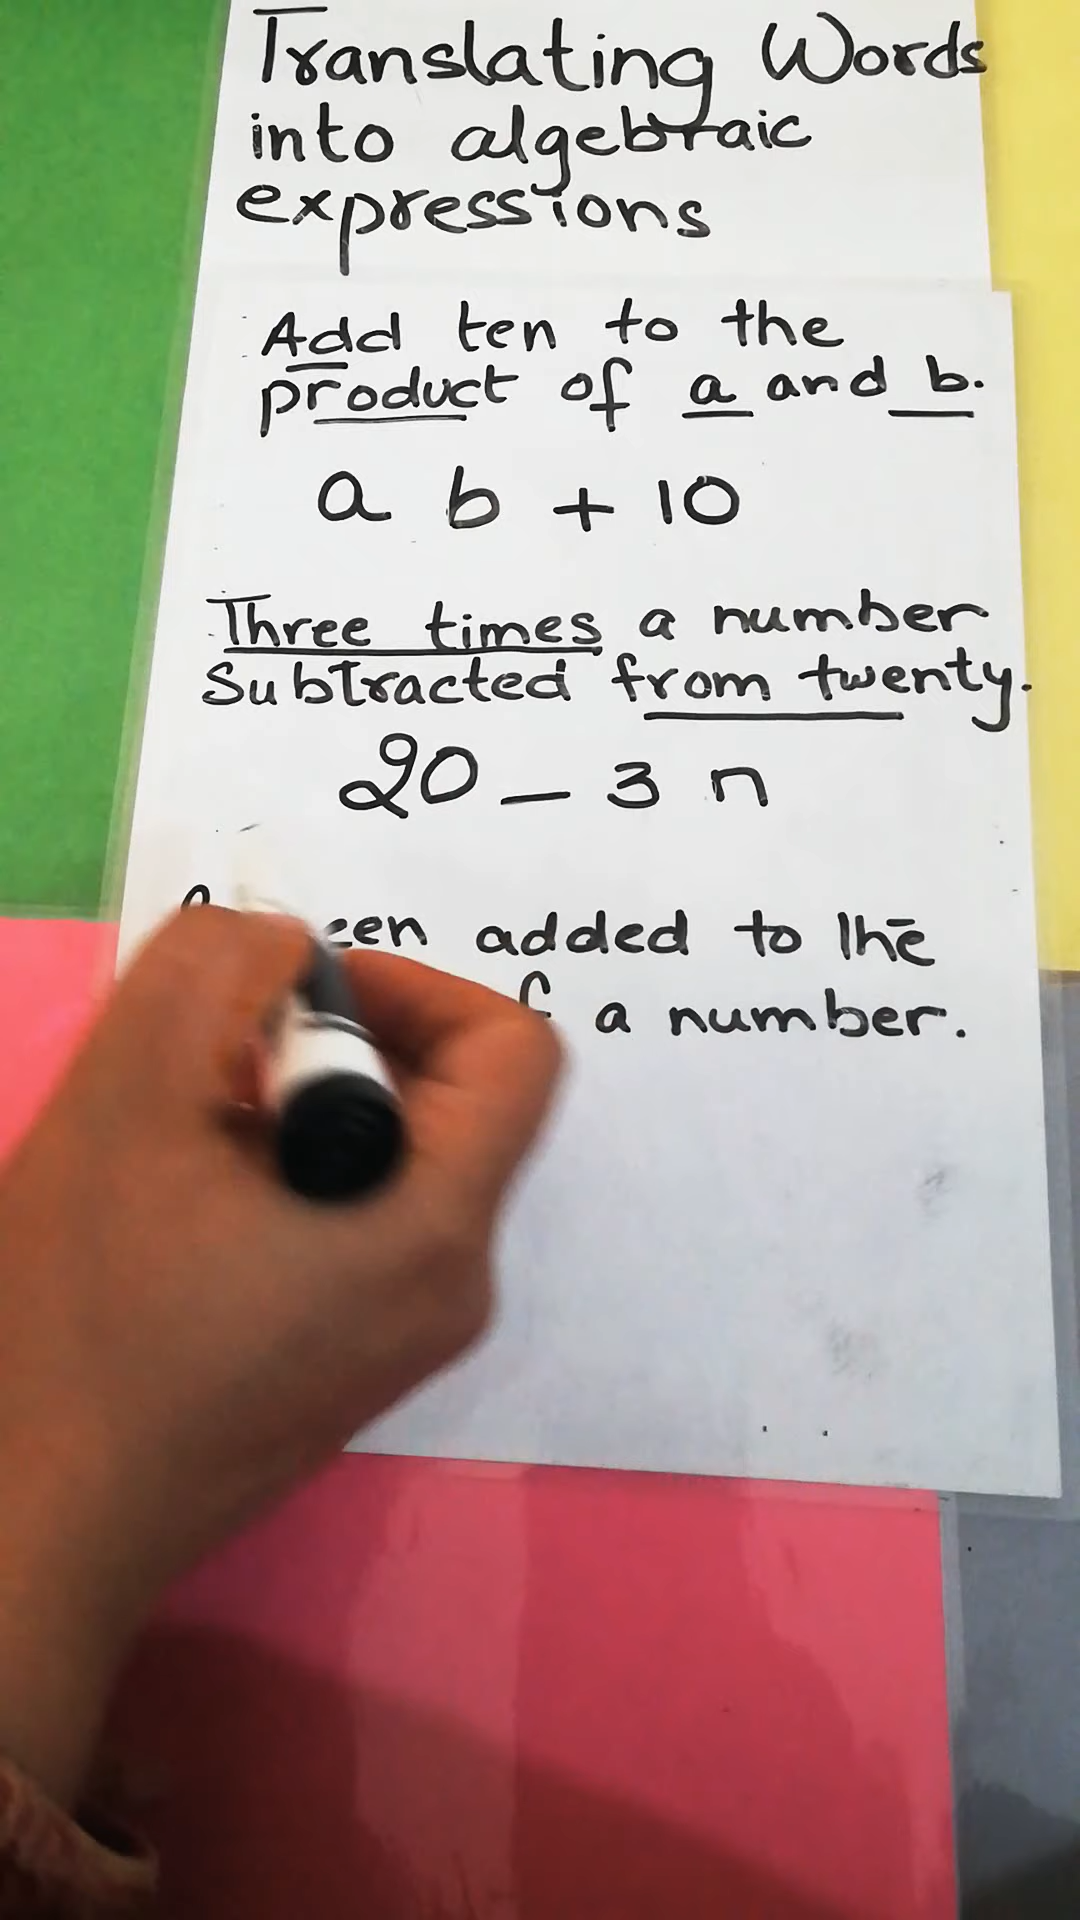 Translating Words
into algebraic
expressions
Add ten to the
product of a and b.
a b + 10
Three times a number
Subtracted from twenty.
20 - 3 n
added to the
a number.